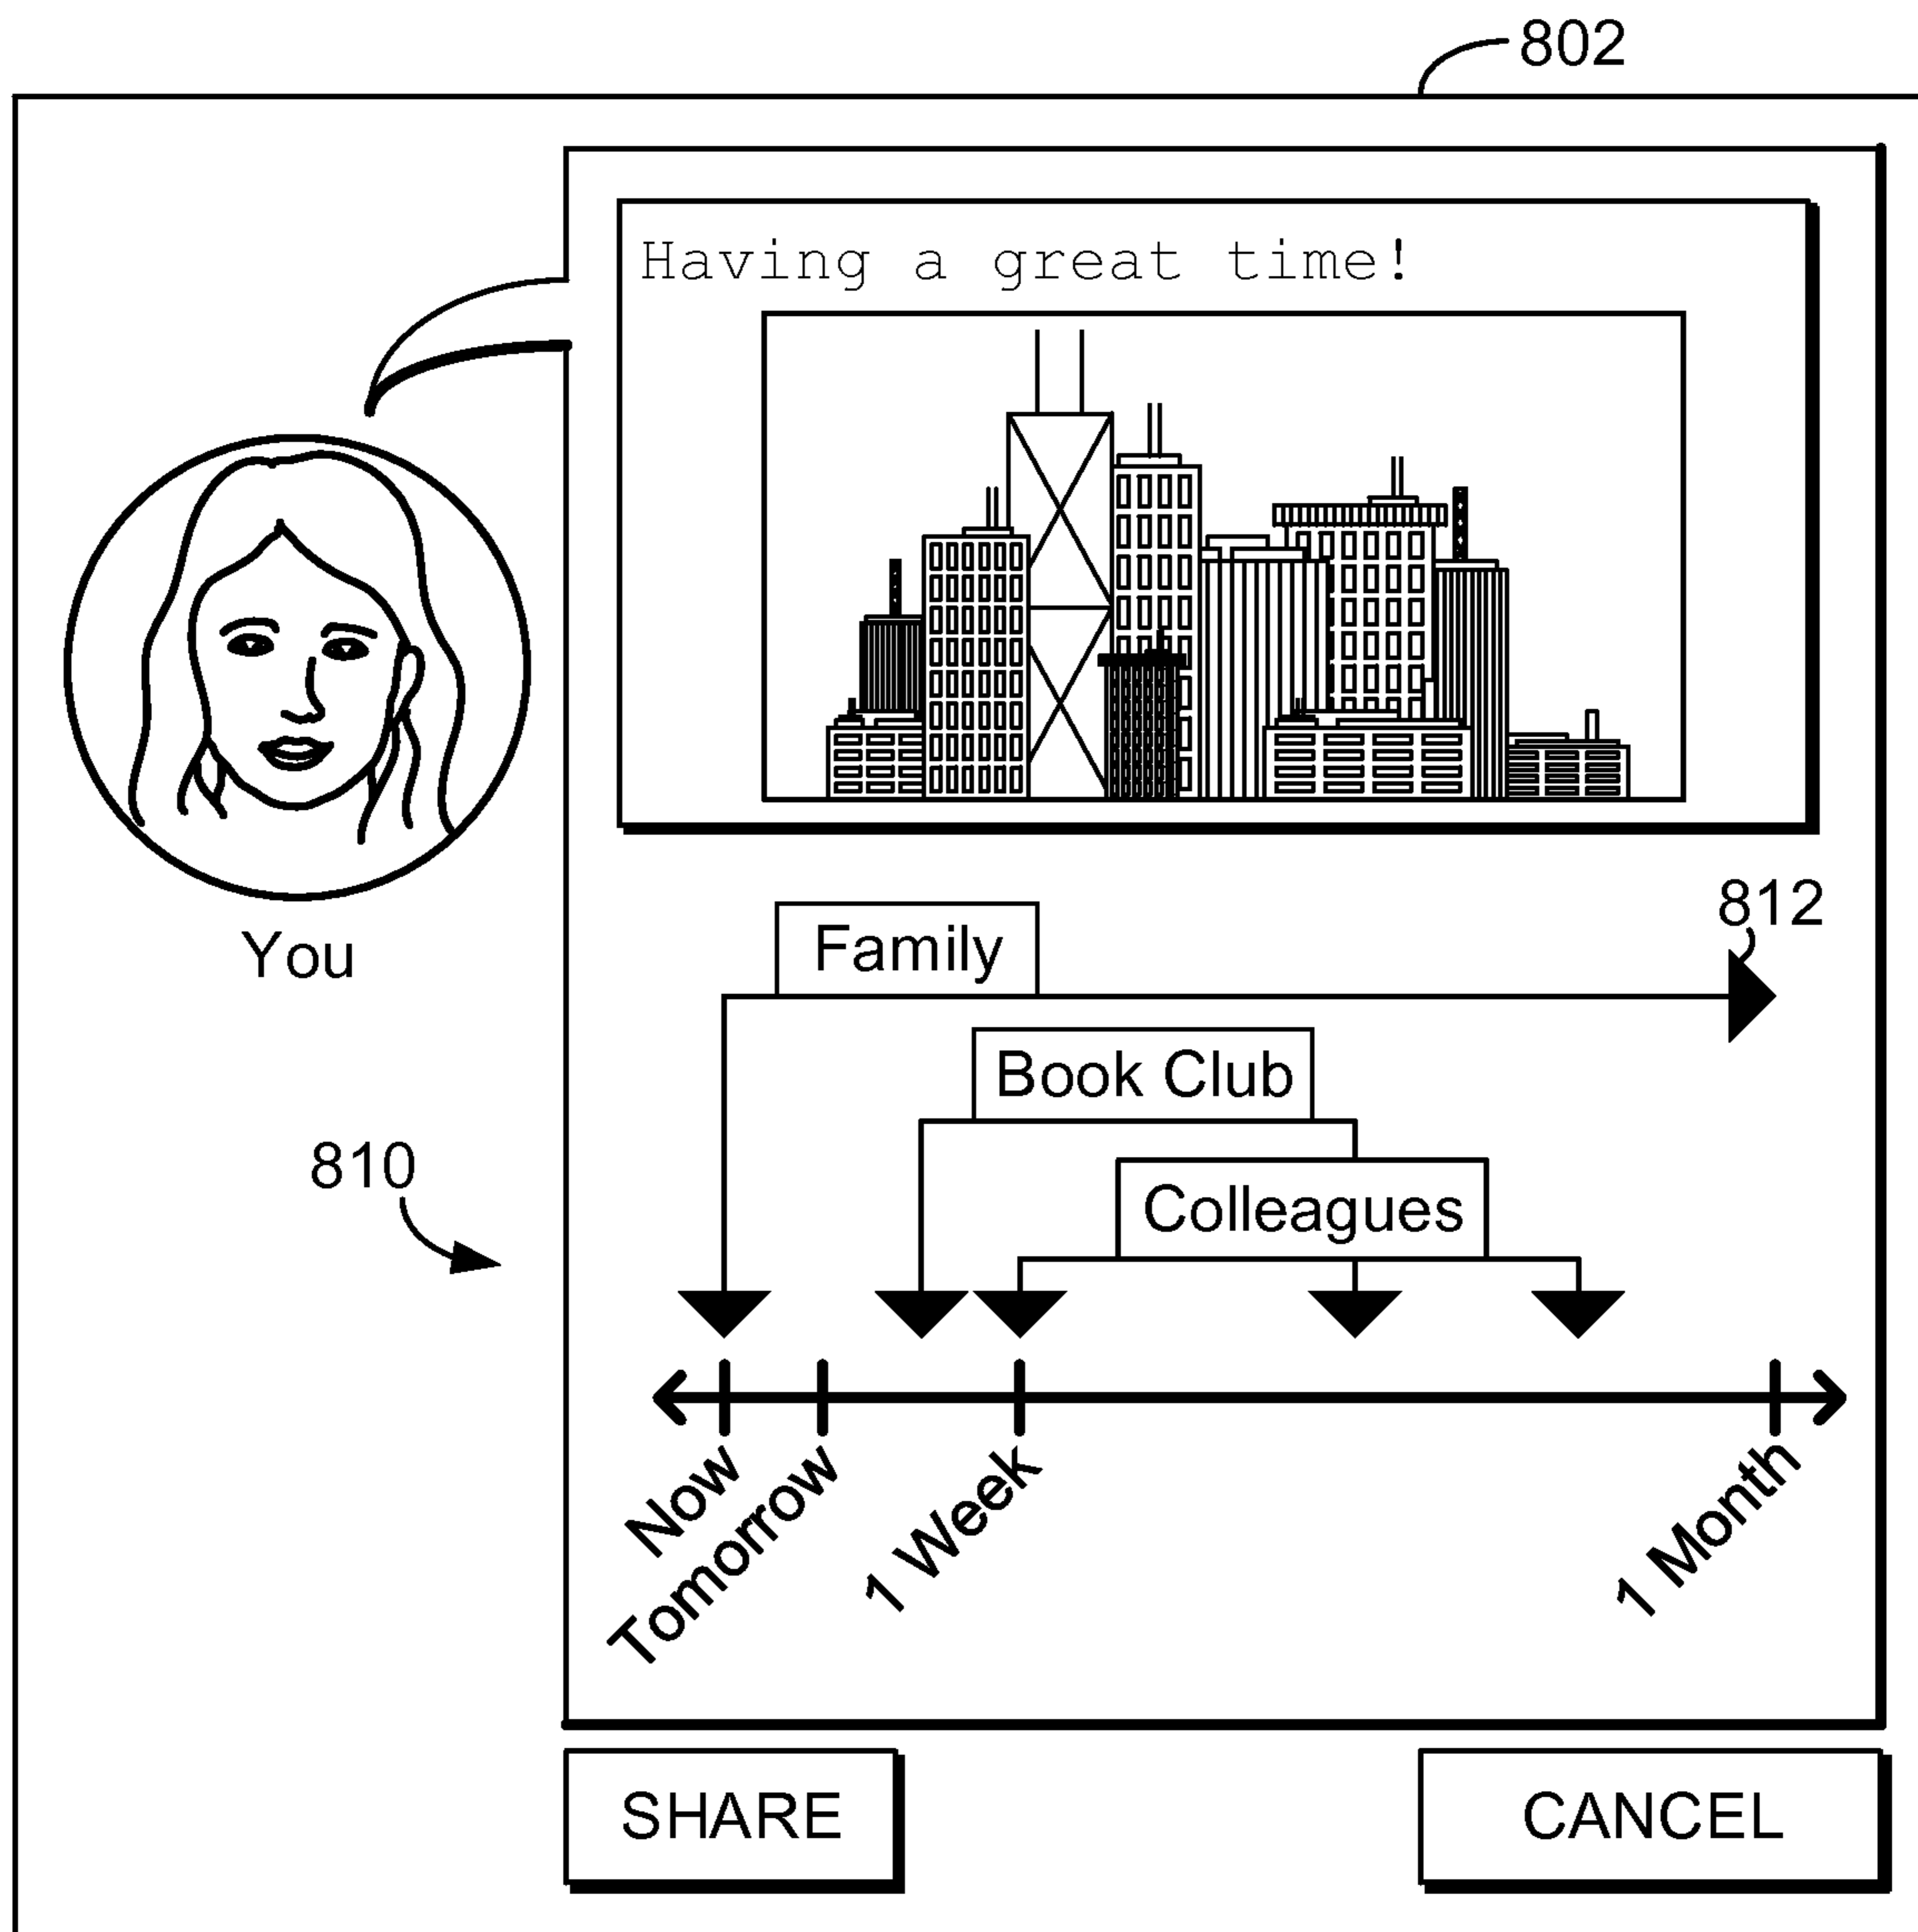 802
Having a great time!
You
812
Family
Book Club
810
Colleagues
Now
Tomorrow
1 Week
1 Month
SHARE
CANCEL